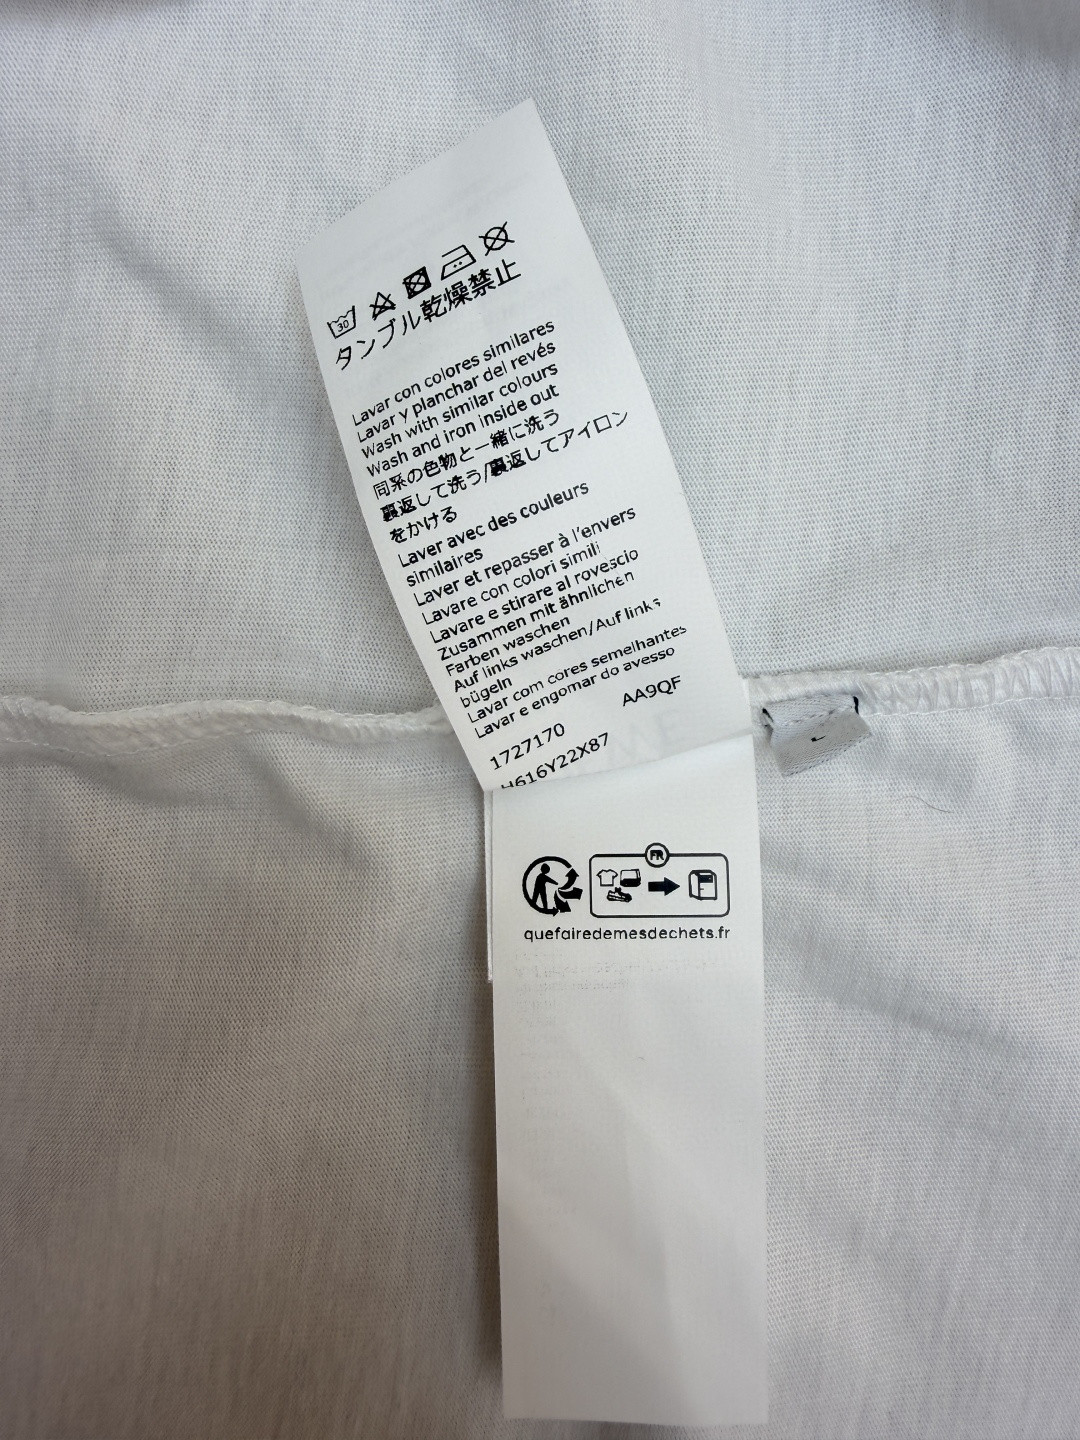 30
タンブル乾燥禁止
Lavar con colores similares
Lavar y planchar del revés
Wash with similar colours
Wash and iron inside out
同系の色物と一緒に洗う
裏返して洗う/裏返してアイロン
をかける
Laver avec des couleurs
similaires
Laver et repasser à l'envers
Lavare con colori simili
Lavare e stirare al rovescio
Zusammen mit ähnlichen
Farben waschen
Auf links waschen/Auf links
bügeln
Lavar com cores semelhantes
Lavar e engomar do avesso
1727170 AA9QF
H616Y22X87
L
FR
quefairedemesdechets.fr